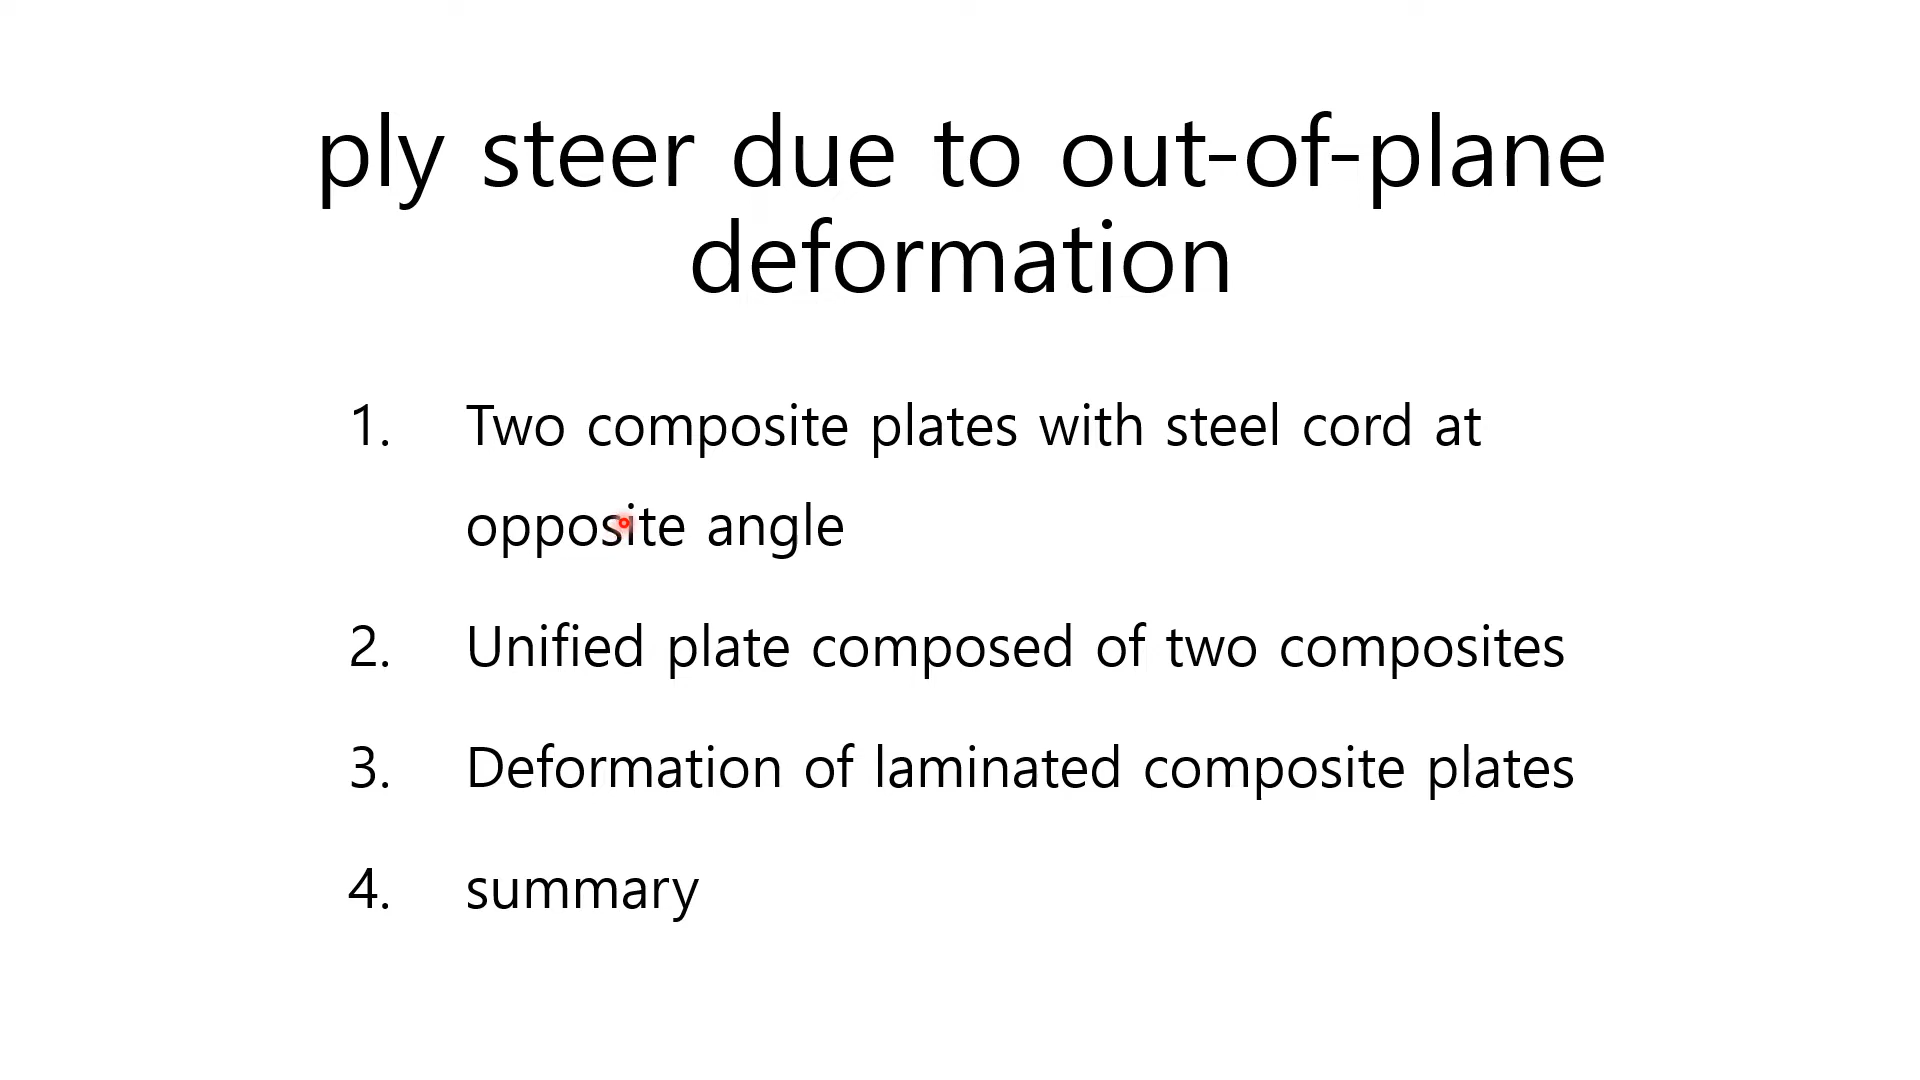 ply steer due to out-of-plane
deformation
1. Two composite plates with steel cord at
opposite angle
2. Unified plate composed of two composites
3. Deformation of laminated composite plates
4. summary